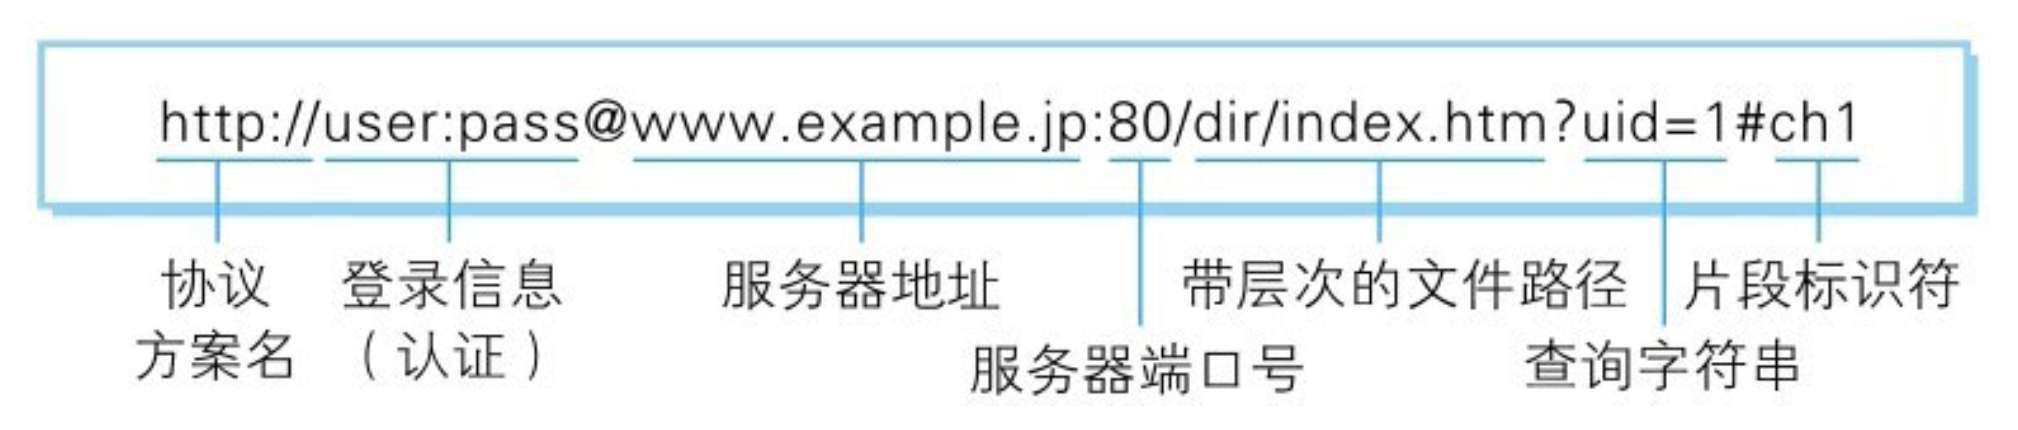 http://user:pass@www.example.jp:80/dir/index.htm?uid=1#ch1
协议
方案名
登录信息
（认证）
服务器地址
服务器端口号
带层次的文件路径
查询字符串
片段标识符